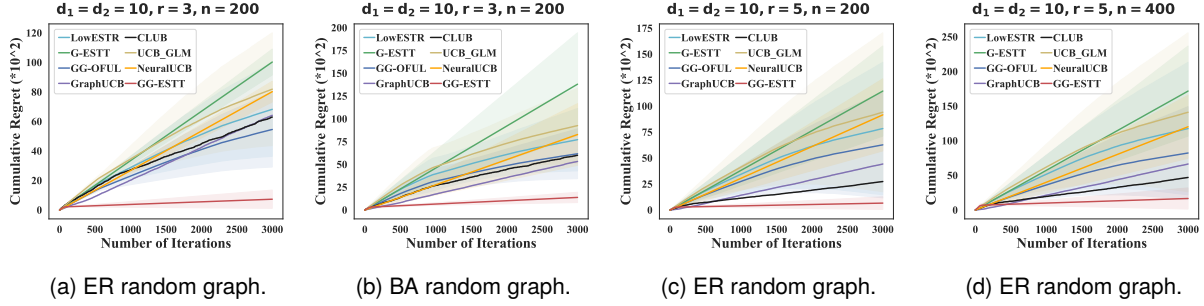 d₁ = d₂ = 10, r = 3, n = 200
Cumulative Regret (*10^2)
120
100
80
60
40
20
0
LowESTR
G-ESTT
GG-OFUL
GraphUCB
CLUB
UCB_GLM
NeuralUCB
GG-ESTT
0 500 1000 1500 2000 2500 3000
Number of Iterations
(a) ER random graph.
d₁ = d₂ = 10, r = 3, n = 200
Cumulative Regret (*10^2)
200
175
150
125
100
75
50
25
0
LowESTR
G-ESTT
GG-OFUL
GraphUCB
CLUB
UCB_GLM
NeuralUCB
GG-ESTT
0 500 1000 1500 2000 2500 3000
Number of Iterations
(b) BA random graph.
d₁ = d₂ = 10, r = 5, n = 200
Cumulative Regret (*10^2)
175
150
125
100
75
50
25
0
LowESTR
G-ESTT
GG-OFUL
GraphUCB
CLUB
UCB_GLM
NeuralUCB
GG-ESTT
0 500 1000 1500 2000 2500 3000
Number of Iterations
(c) ER random graph.
d₁ = d₂ = 10, r = 5, n = 400
Cumulative Regret (*10^2)
250
200
150
100
50
0
LowESTR
G-ESTT
GG-OFUL
GraphUCB
CLUB
UCB_GLM
NeuralUCB
GG-ESTT
0 500 1000 1500 2000 2500 3000
Number of Iterations
(d) ER random graph.